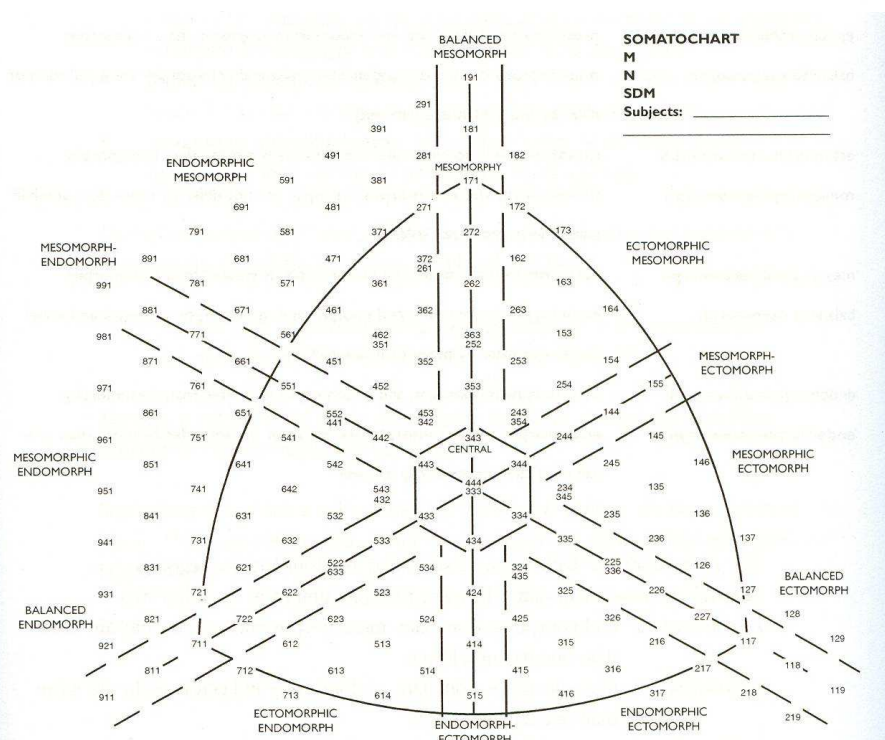 BALANCED
MESOMORPH
SOMATOCHART
M
N
SDM
Subjects:
191
291
391 181
491 281 182
ENDOMORPHIC
MESOMORPH
MESOMORPHY
591 381 171
691 481 271 172
791 581 371 272 173
MESOMORPH-
ENDOMORPH
ECTOMORPHIC
MESOMORPH
891 681 471 372 162
261
991 781 571 361 262 163
881 671 461 362 263 164
981 771 561 462 363 153
351 252
871 661 451 352 253 154
MESOMORPH-
ECTOMORPH
971 761 551 452 353 254 155
861 651 552 453 243 144
441 342 354
961 751 541 442 343 244 145
CENTRAL
MESOMORPHIC
ENDOMORPH
MESOMORPHIC
ECTOMORPH
851 641 542 443 344 245 146
951 741 642 543 444 234 135
432 333 345
841 631 532 433 334 235 136
941 731 632 533 434 335 236 137
831 621 522 534 324 225 126
633 435 336
931 721 622 523 424 325 226 127
BALANCED
ENDOMORPH
BALANCED
ECTOMORPH
821 722 623 524 425 326 227 128
921 711 612 513 414 315 216 117 129
811 712 613 514 415 316 217 118
911 713 614 515 416 317 218 119
219
ECTOMORPHIC
ENDOMORPH
ENDOMORPH-
ECTOMORPH
ENDOMORPHIC
ECTOMORPH